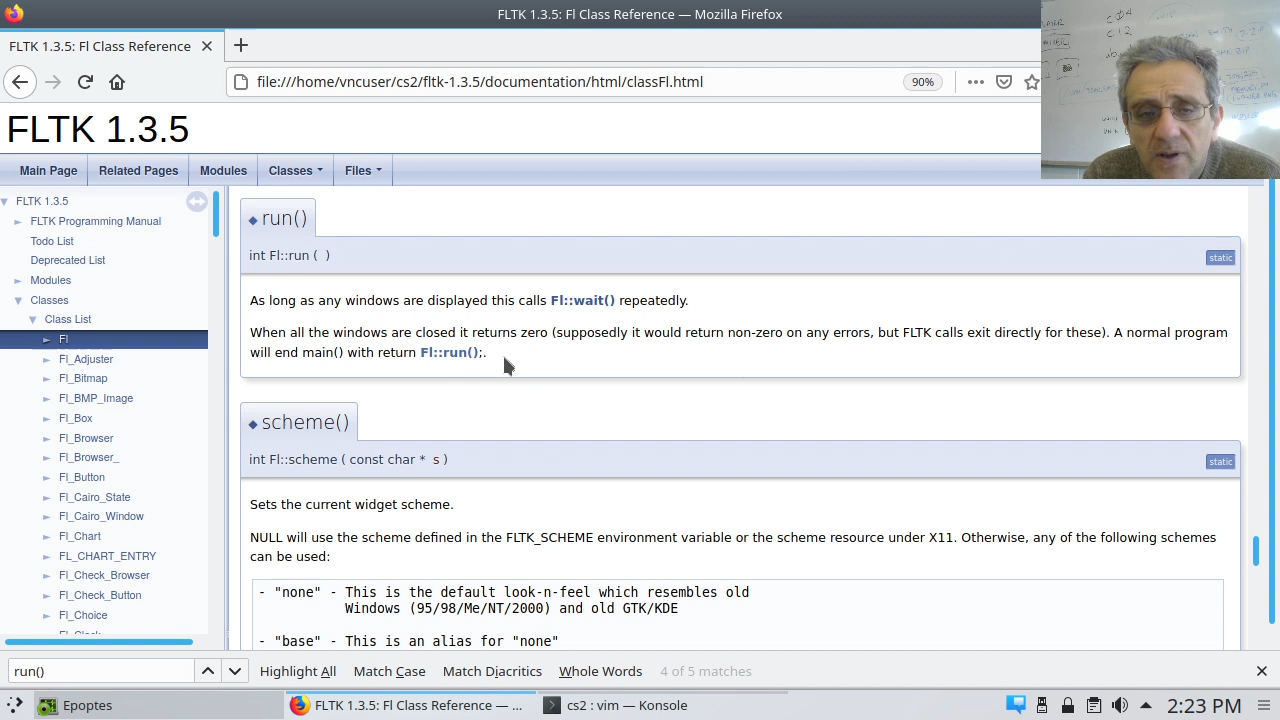 FLTK 1.3.5: Fl Class Reference — Mozilla Firefox
FLTK 1.3.5: Fl Class Reference
file:///home/vncuser/cs2/fltk-1.3.5/documentation/html/classFl.html
90%
FLTK 1.3.5
Main Page
Related Pages
Modules
Classes
Files
FLTK 1.3.5
FLTK Programming Manual
Todo List
Deprecated List
Modules
Classes
Class List
Fl
Fl_Adjuster
Fl_Bitmap
Fl_BMP_Image
Fl_Box
Fl_Browser
Fl_Browser_
Fl_Button
Fl_Cairo_State
Fl_Cairo_Window
Fl_Chart
FL_CHART_ENTRY
Fl_Check_Browser
Fl_Check_Button
Fl_Choice
run()
int Fl::run ( )
static
As long as any windows are displayed this calls Fl::wait() repeatedly.
When all the windows are closed it returns zero (supposedly it would return non-zero on any errors, but FLTK calls exit directly for these). A normal program
will end main() with return Fl::run();.
scheme()
int Fl::scheme ( const char * s )
static
Sets the current widget scheme.
NULL will use the scheme defined in the FLTK_SCHEME environment variable or the scheme resource under X11. Otherwise, any of the following schemes
can be used:
- "none" - This is the default look-n-feel which resembles old
Windows (95/98/Me/NT/2000) and old GTK/KDE
- "base" - This is an alias for "none"
run()
Highlight All
Match Case
Match Diacritics
Whole Words
4 of 5 matches
Epoptes
FLTK 1.3.5: Fl Class Reference — ...
cs2 : vim — Konsole
2:23 PM